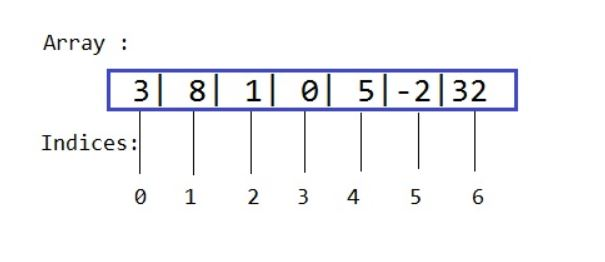 Array :
3| 8| 1| 0| 5|-2|32
Indices:
0 1 2 3 4 5 6